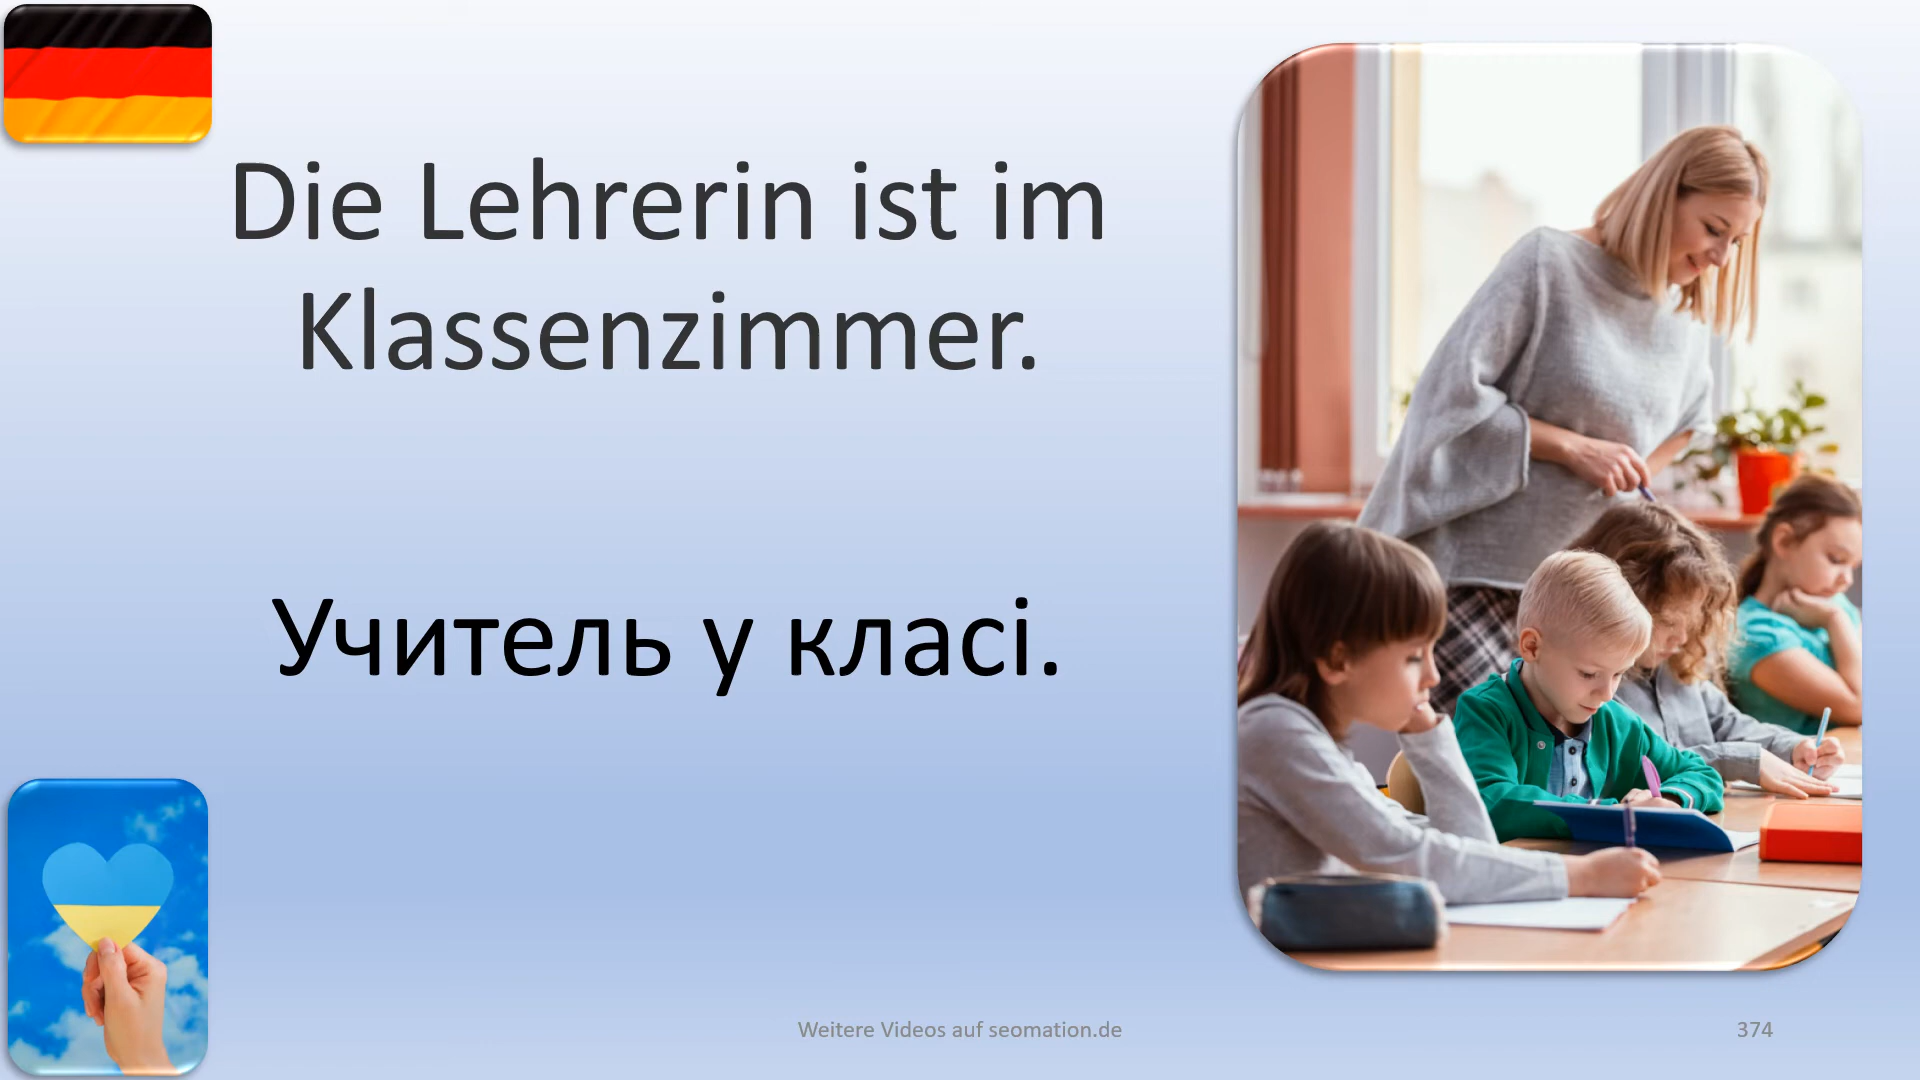 Die Lehrerin ist im
Klassenzimmer.
Учитель у класі.
Weitere Videos auf seomation.de
374